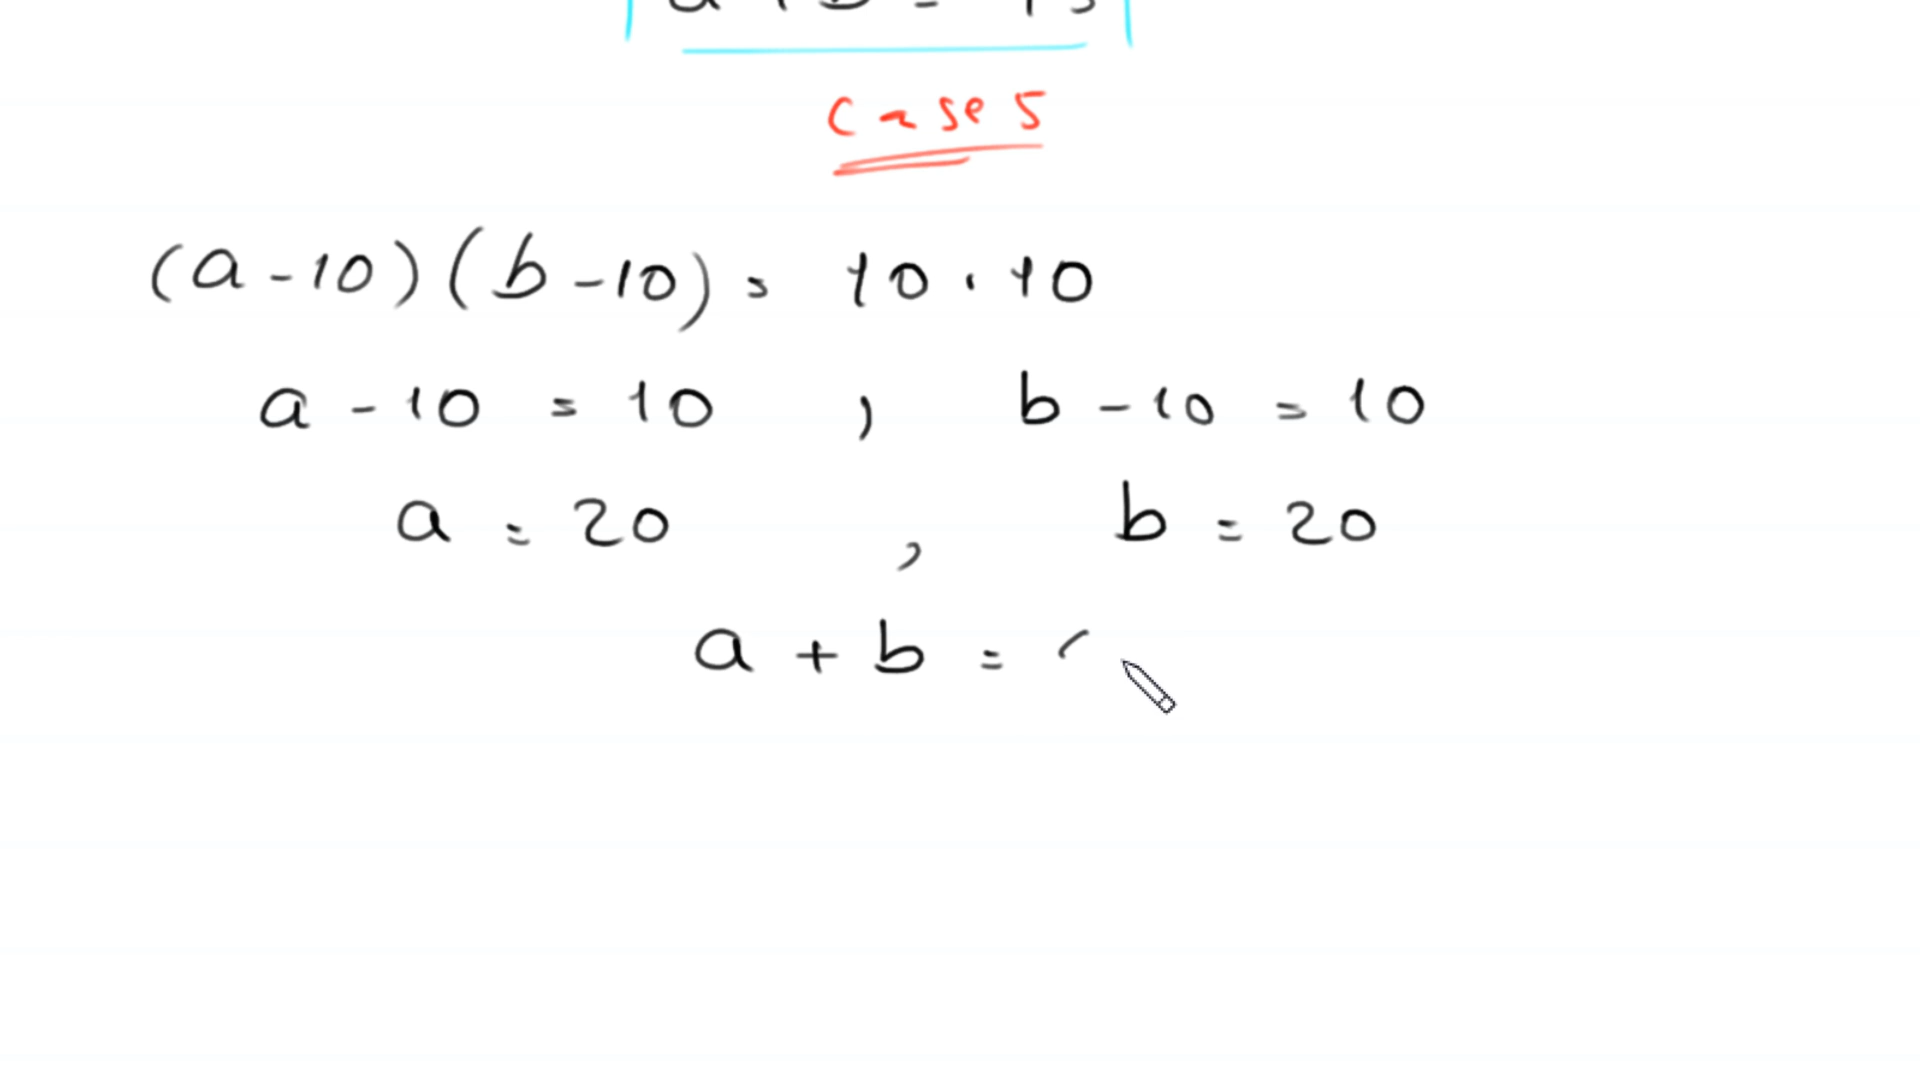 case 5
(a-10)(b-10)= 10 · 10
a - 10 = 10 , b - 10 = 10
a = 20 , b = 20
a + b =